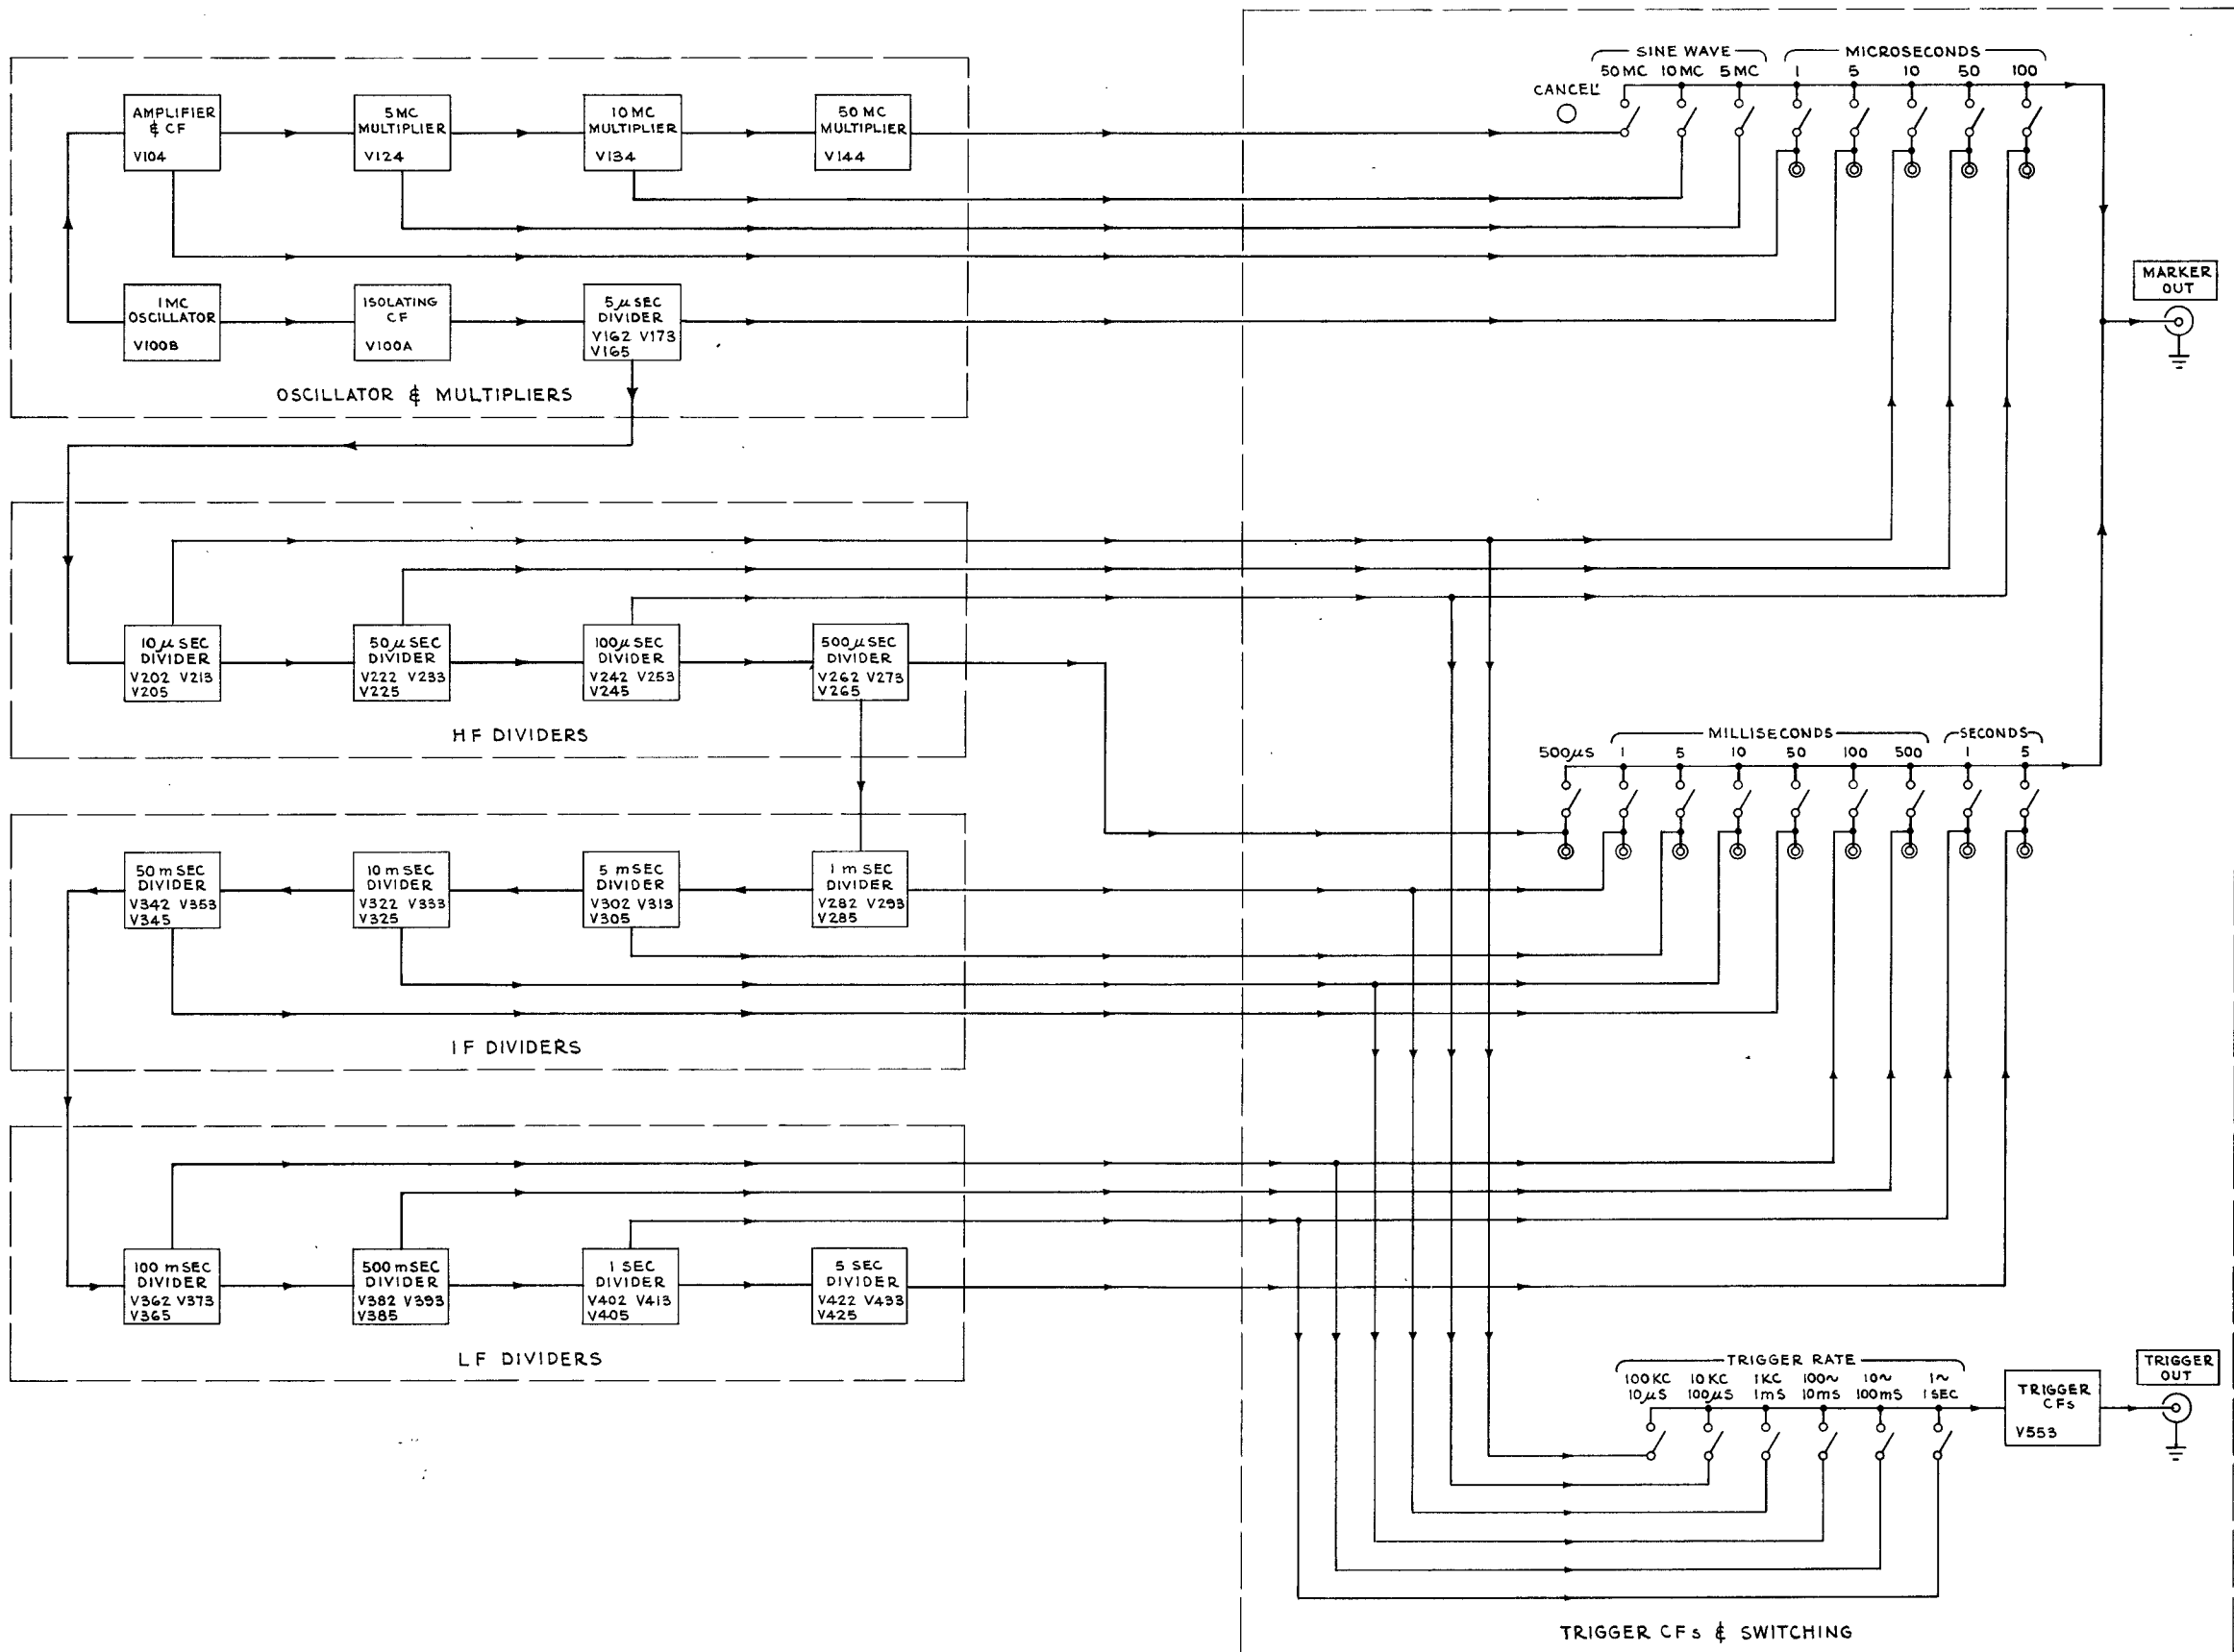 SINE WAVE
MICROSECONDS
50 MC 10 MC 5 MC 1 5 10 50 100
CANCEL
AMPLIFIER
& CF
V104
5 MC
MULTIPLIER
V124
10 MC
MULTIPLIER
V134
50 MC
MULTIPLIER
V144
1 MC
OSCILLATOR
V100B
ISOLATING
CF
V100A
5 µ SEC
DIVIDER
V162 V173
V165
MARKER
OUT
OSCILLATOR & MULTIPLIERS
10 µ SEC
DIVIDER
V202 V213
V205
50 µ SEC
DIVIDER
V222 V233
V225
100 µ SEC
DIVIDER
V242 V253
V245
500 µ SEC
DIVIDER
V262 V273
V265
HF DIVIDERS
MILLISECONDS
SECONDS
500 µS 1 5 10 50 100 500 1 5
50 m SEC
DIVIDER
V342 V353
V345
10 m SEC
DIVIDER
V322 V333
V325
5 m SEC
DIVIDER
V302 V313
V305
1 m SEC
DIVIDER
V282 V293
V285
IF DIVIDERS
100 mSEC
DIVIDER
V362 V373
V365
500 mSEC
DIVIDER
V382 V393
V385
1 SEC
DIVIDER
V402 V413
V405
5 SEC
DIVIDER
V422 V433
V425
LF DIVIDERS
TRIGGER RATE
100 KC 10 KC 1 KC 100~ 10~ 1~
10 µS 100 µS 1 mS 10 mS 100 mS 1 SEC
TRIGGER
CFs
V553
TRIGGER
OUT
TRIGGER CFs & SWITCHING